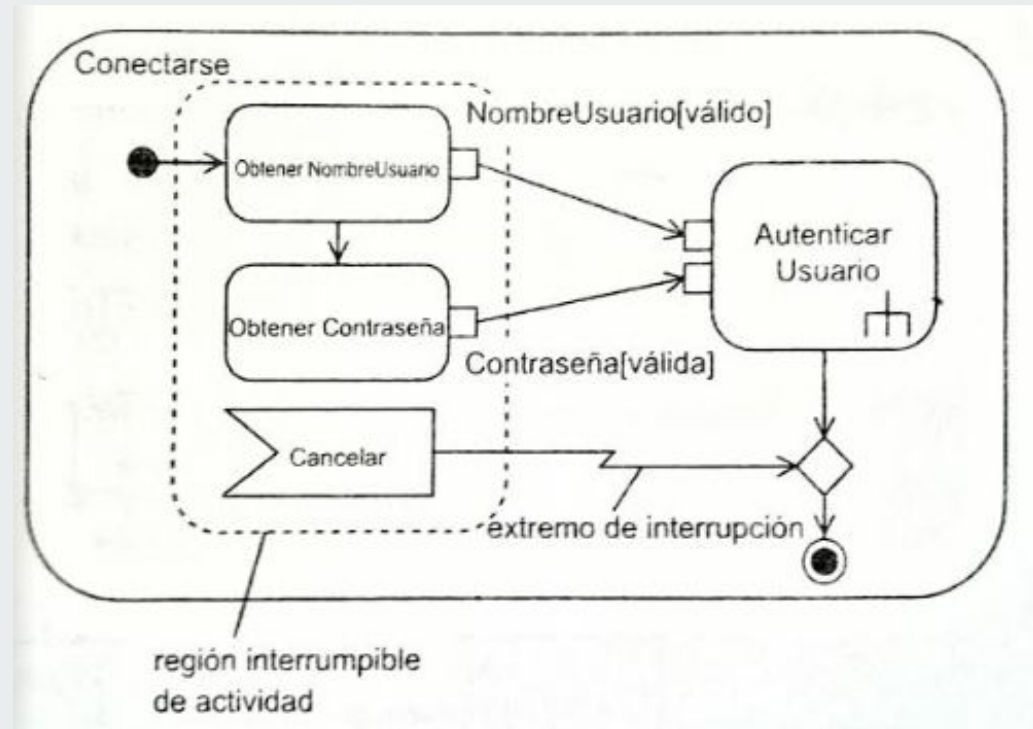 Conectarse
NombreUsuario[válido]
Obtener NombreUsuario
Autenticar
Usuario
Obtener Contraseña
Contraseña[válida]
Cancelar
extremo de interrupción
región interrumpible
de actividad